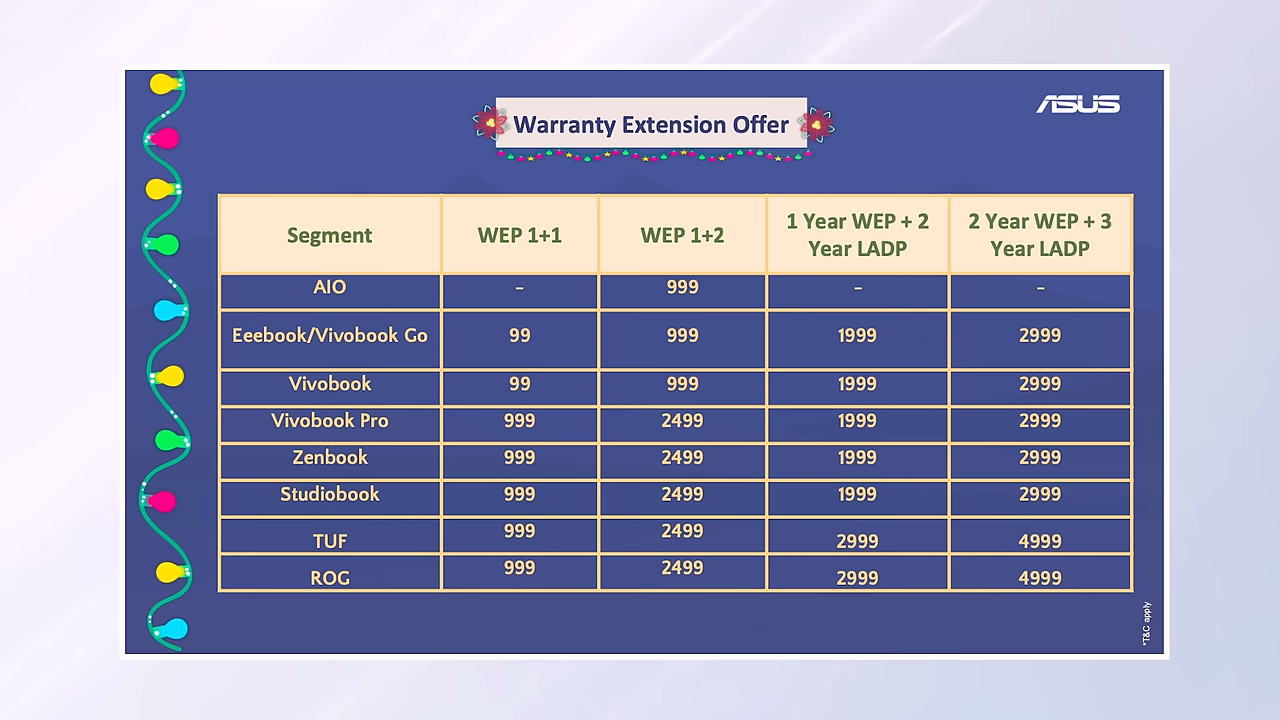 ASUS
Warranty Extension Offer
Segment WEP 1+1 WEP 1+2 1 Year WEP + 2 Year LADP 2 Year WEP + 3 Year LADP
AIO – 999 – –
Eeebook/Vivobook Go 99 999 1999 2999
Vivobook 99 999 1999 2999
Vivobook Pro 999 2499 1999 2999
Zenbook 999 2499 1999 2999
Studiobook 999 2499 1999 2999
TUF 999 2499 2999 4999
ROG 999 2499 2999 4999
*T&C apply